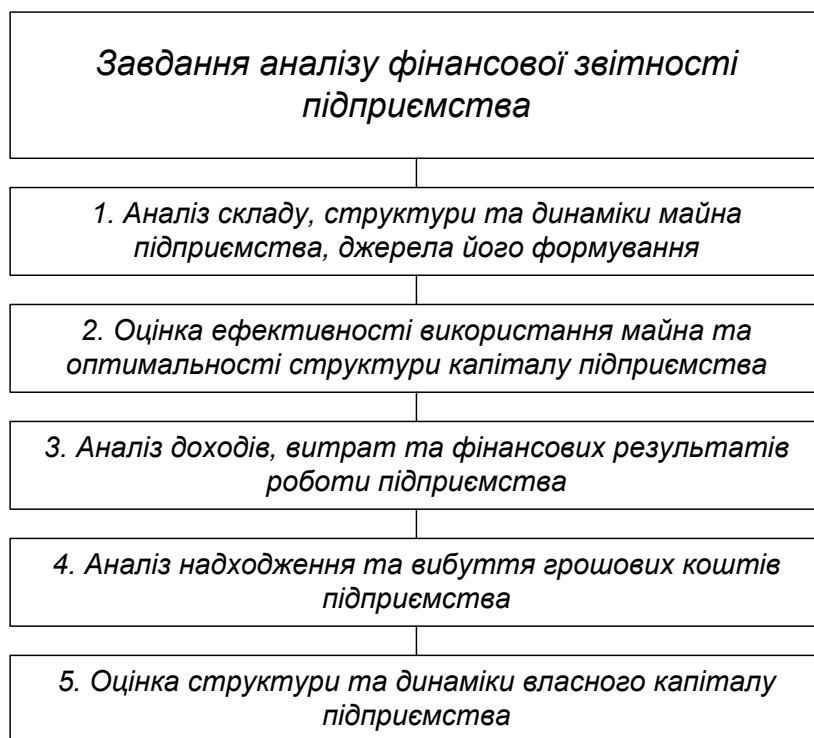 Завдання аналізу фінансової звітності
підприємства
1. Аналіз складу, структури та динаміки майна
підприємства, джерела його формування
2. Оцінка ефективності використання майна та
оптимальності структури капіталу підприємства
3. Аналіз доходів, витрат та фінансових результатів
роботи підприємства
4. Аналіз надходження та вибуття грошових коштів
підприємства
5. Оцінка структури та динаміки власного капіталу
підприємства